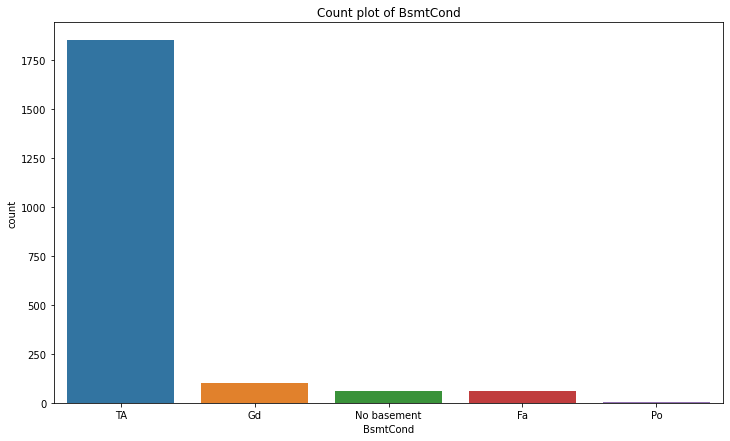 Count plot of BsmtCond
count
1750
1500
1250
1000
750
500
250
0
TA Gd No basement Fa Po
BsmtCond